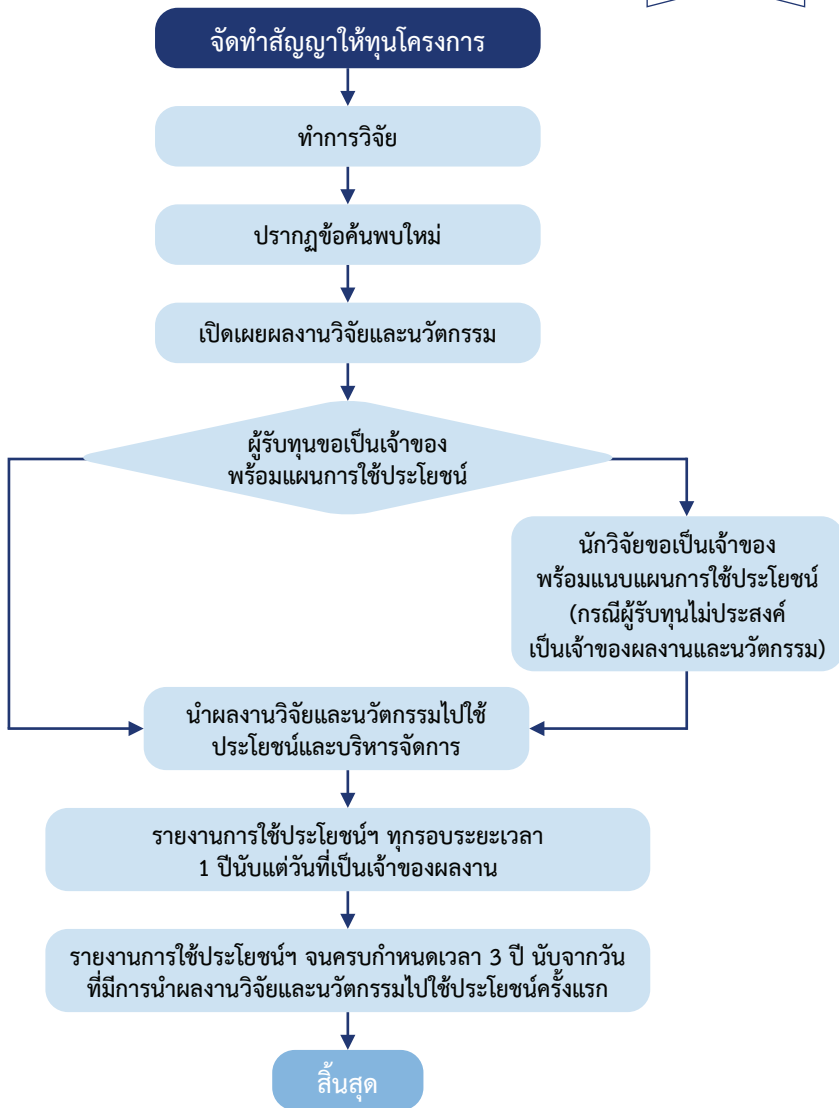 จัดทำสัญญาให้ทุนโครงการ
ทำการวิจัย
ปรากฏข้อค้นพบใหม่
เปิดเผยผลงานวิจัยและนวัตกรรม
ผู้รับทุนขอเป็นเจ้าของ
พร้อมแผนการใช้ประโยชน์
นักวิจัยขอเป็นเจ้าของ
พร้อมแนบแผนการใช้ประโยชน์
(กรณีผู้รับทุนไม่ประสงค์
เป็นเจ้าของผลงานและนวัตกรรม)
นำผลงานวิจัยและนวัตกรรมไปใช้
ประโยชน์และบริหารจัดการ
รายงานการใช้ประโยชน์ฯ ทุกรอบระยะเวลา
1 ปีนับแต่วันที่เป็นเจ้าของผลงาน
รายงานการใช้ประโยชน์ฯ จนครบกำหนดเวลา 3 ปี นับจากวัน
ที่มีการนำผลงานวิจัยและนวัตกรรมไปใช้ประโยชน์ครั้งแรก
สิ้นสุด